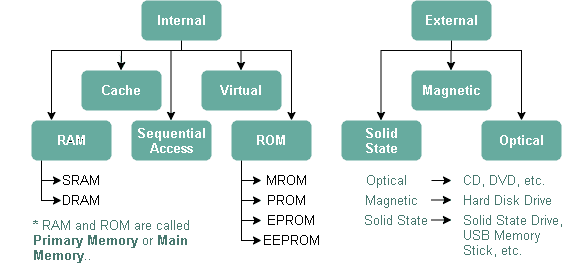 Internal
External
Cache
Virtual
Magnetic
RAM
Sequential
Access
ROM
Solid
State
Optical
SRAM
DRAM
MROM
PROM
EPROM
EEPROM
* RAM and ROM are called
Primary Memory or Main
Memory..
Optical CD, DVD, etc.
Magnetic Hard Disk Drive
Solid State Solid State Drive,
USB Memory
Stick, etc.